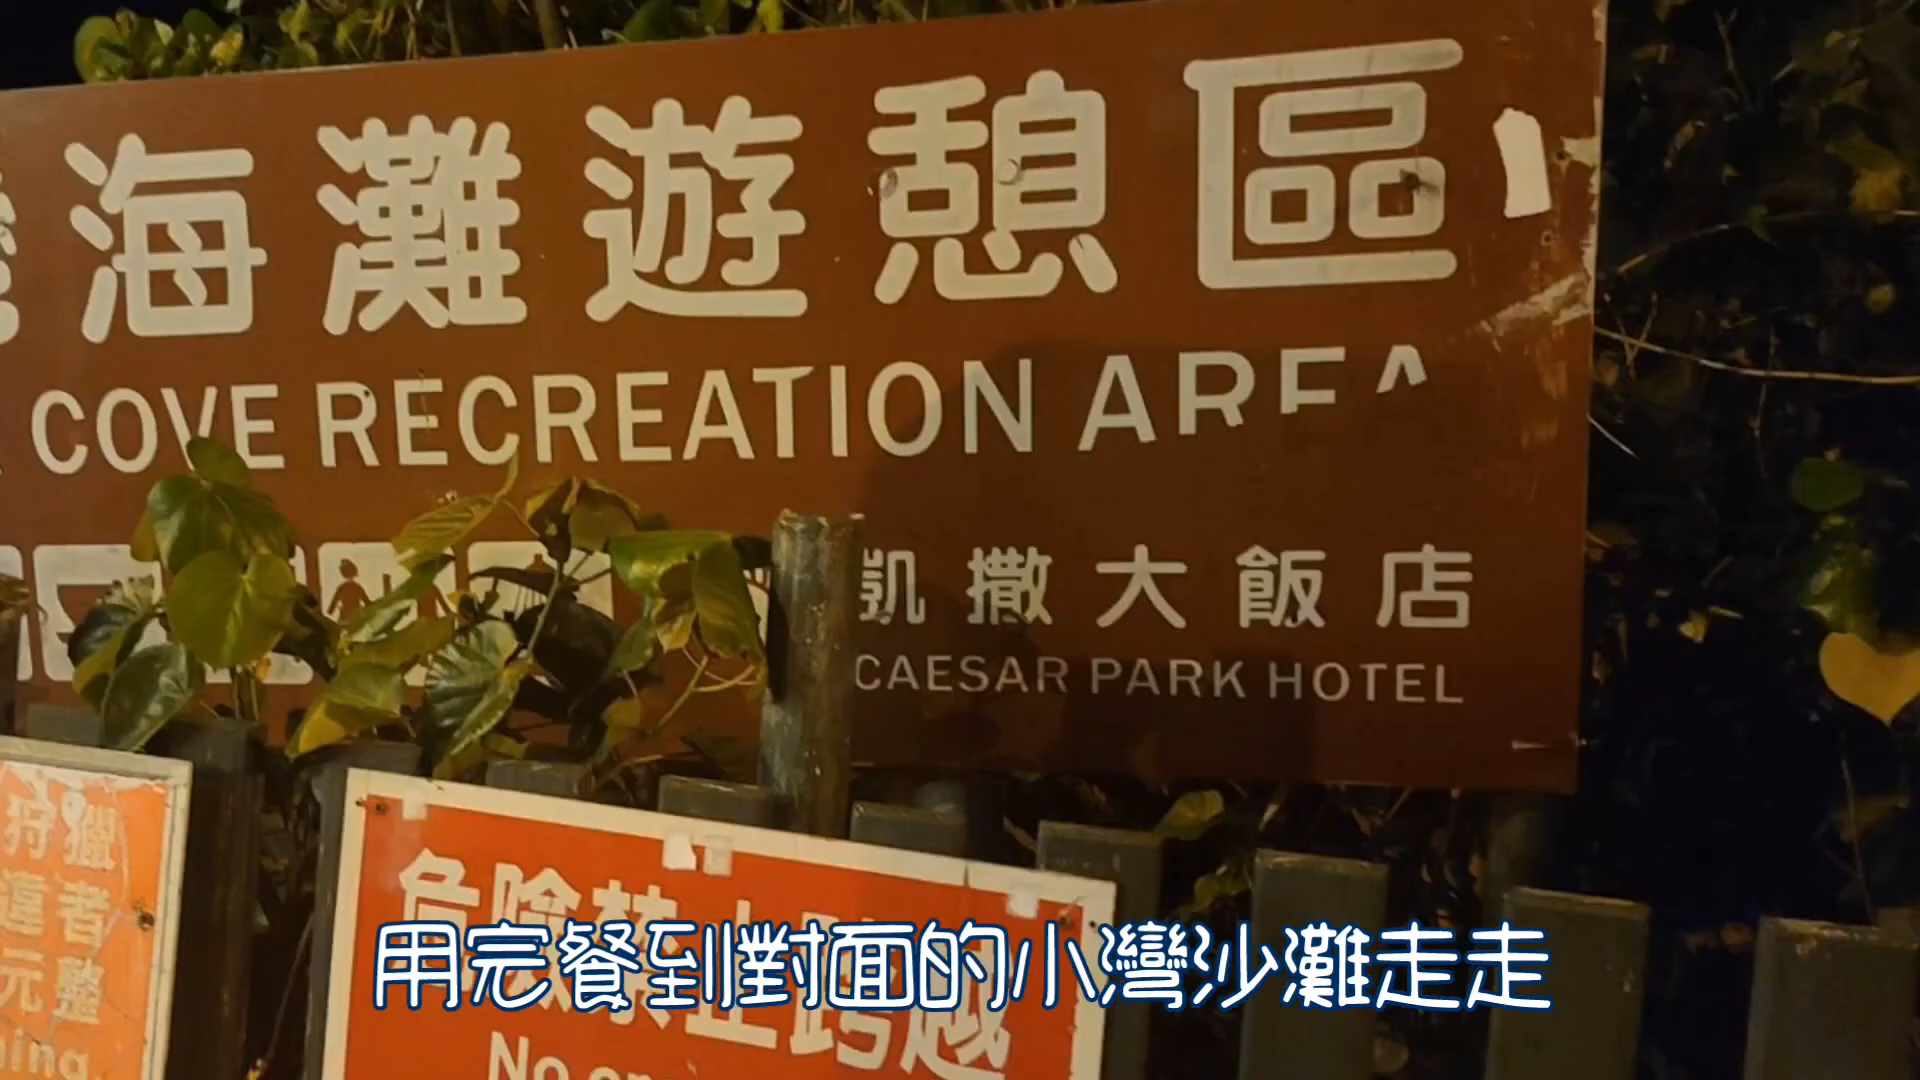 海灘遊憩區
COVE RECREATION AREA
凱撒大飯店
CAESAR PARK HOTEL
狩獵
違者
元整
危險禁止跨越
No
用完餐到對面的小灣沙灘走走